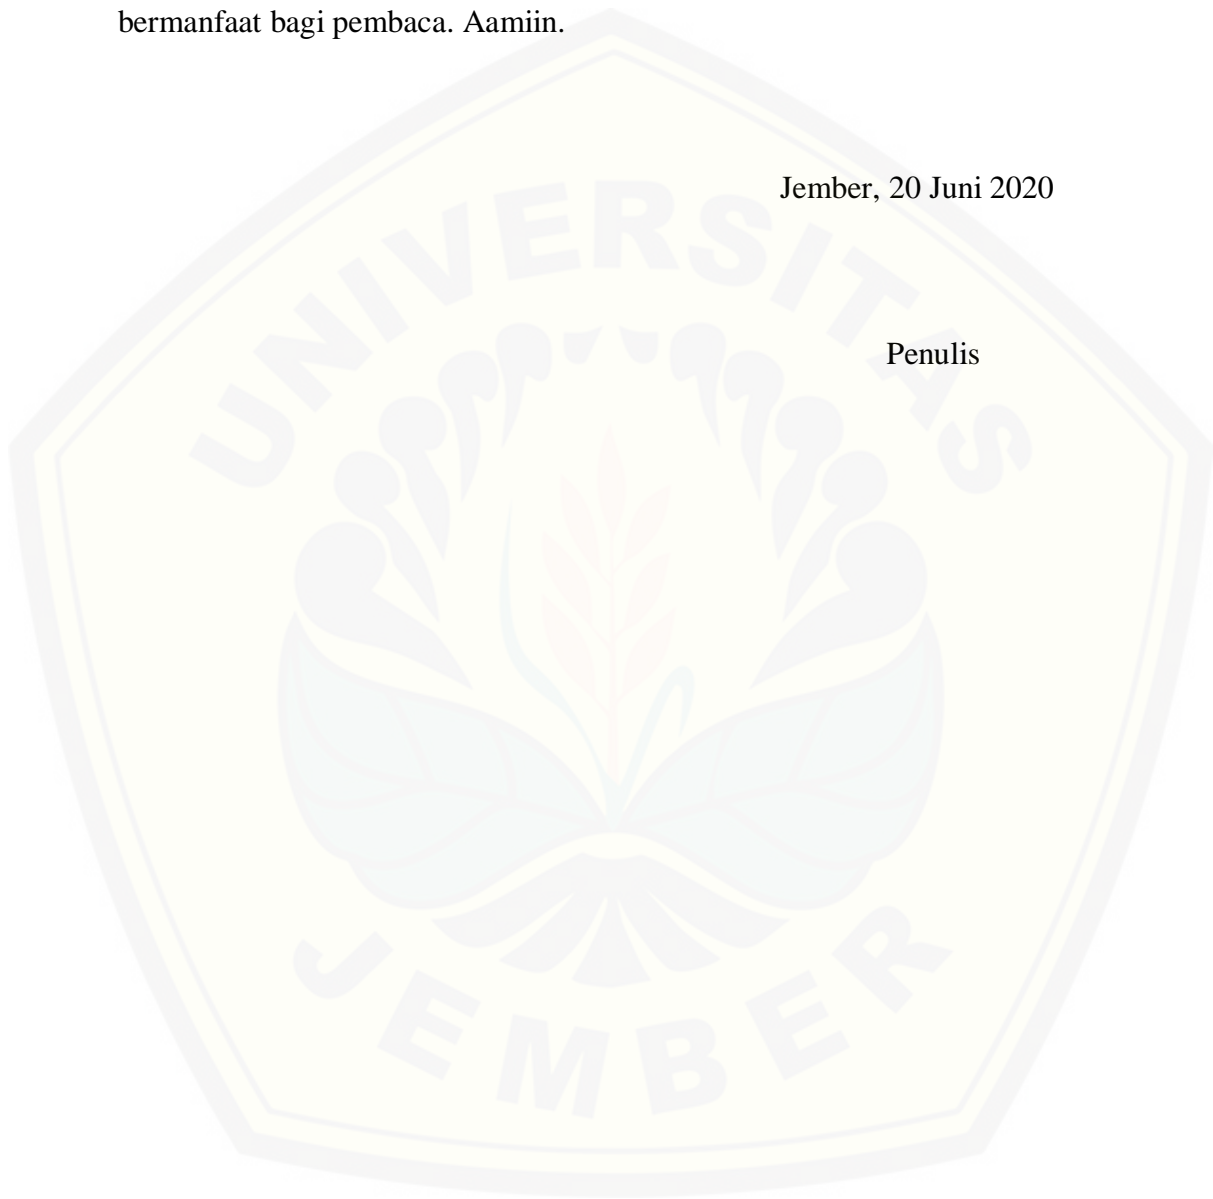 bermanfaat bagi pembaca. Aamiin.
Jember, 20 Juni 2020
UNIVERSITAS
Penulis
JEMBER